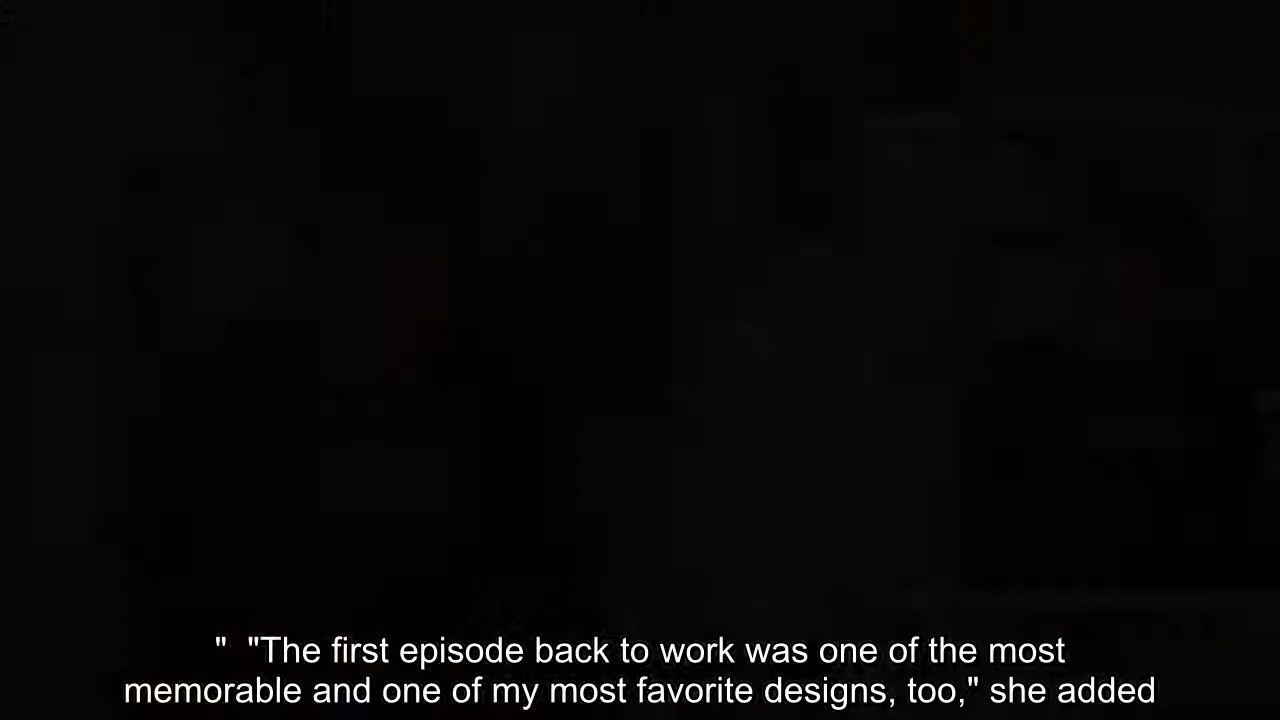 "  "The first episode back to work was one of the most
memorable and one of my most favorite designs, too," she added